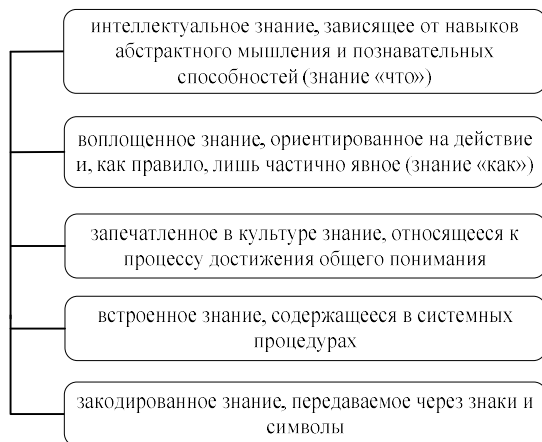 интеллектуальное знание, зависящее от навыков
абстрактного мышления и познавательных
способностей (знание «что»)
воплощенное знание, ориентированное на действие
и, как правило, лишь частично явное (знание «как»)
запечатленное в культуре знание, относящееся к
процессу достижения общего понимания
встроенное знание, содержащееся в системных
процедурах
закодированное знание, передаваемое через знаки и
символы